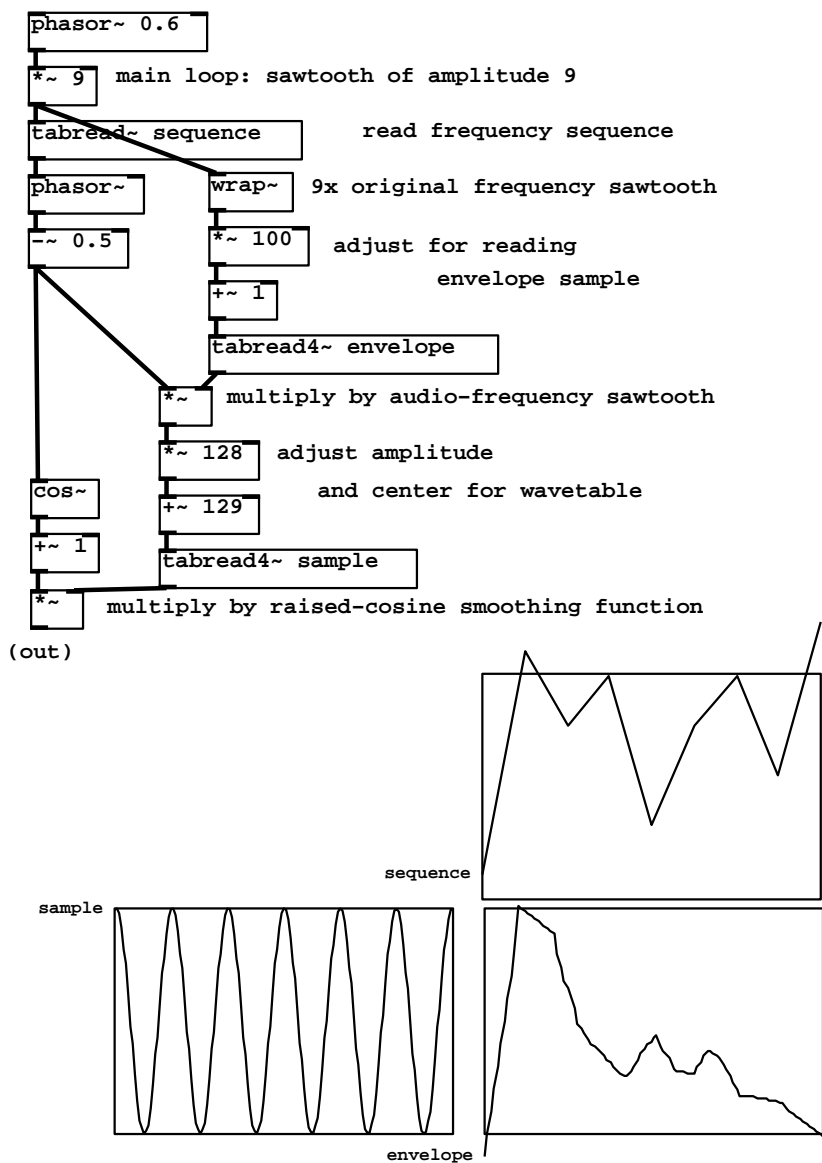 phasor~ 0.6
*~ 9 main loop: sawtooth of amplitude 9
tabread~ sequence read frequency sequence
phasor~ wrap~ 9x original frequency sawtooth
-~ 0.5 *~ 100 adjust for reading
+~ 1 envelope sample
tabread4~ envelope
*~ multiply by audio-frequency sawtooth
*~ 128 adjust amplitude
cos~ +~ 129 and center for wavetable
+~ 1 tabread4~ sample
*~ multiply by raised-cosine smoothing function
(out)
sequence
sample
envelope